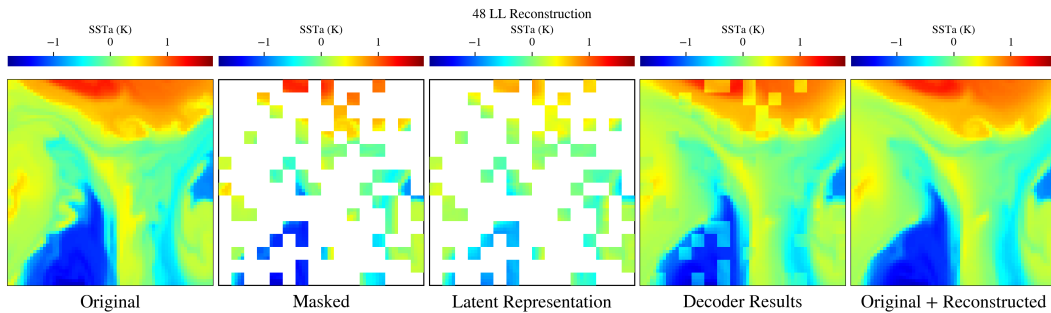 48 LL Reconstruction
SSTa (K) SSTa (K) SSTa (K) SSTa (K) SSTa (K)
−1 0 1 −1 0 1 −1 0 1 −1 0 1 −1 0 1
Original Masked Latent Representation Decoder Results Original + Reconstructed